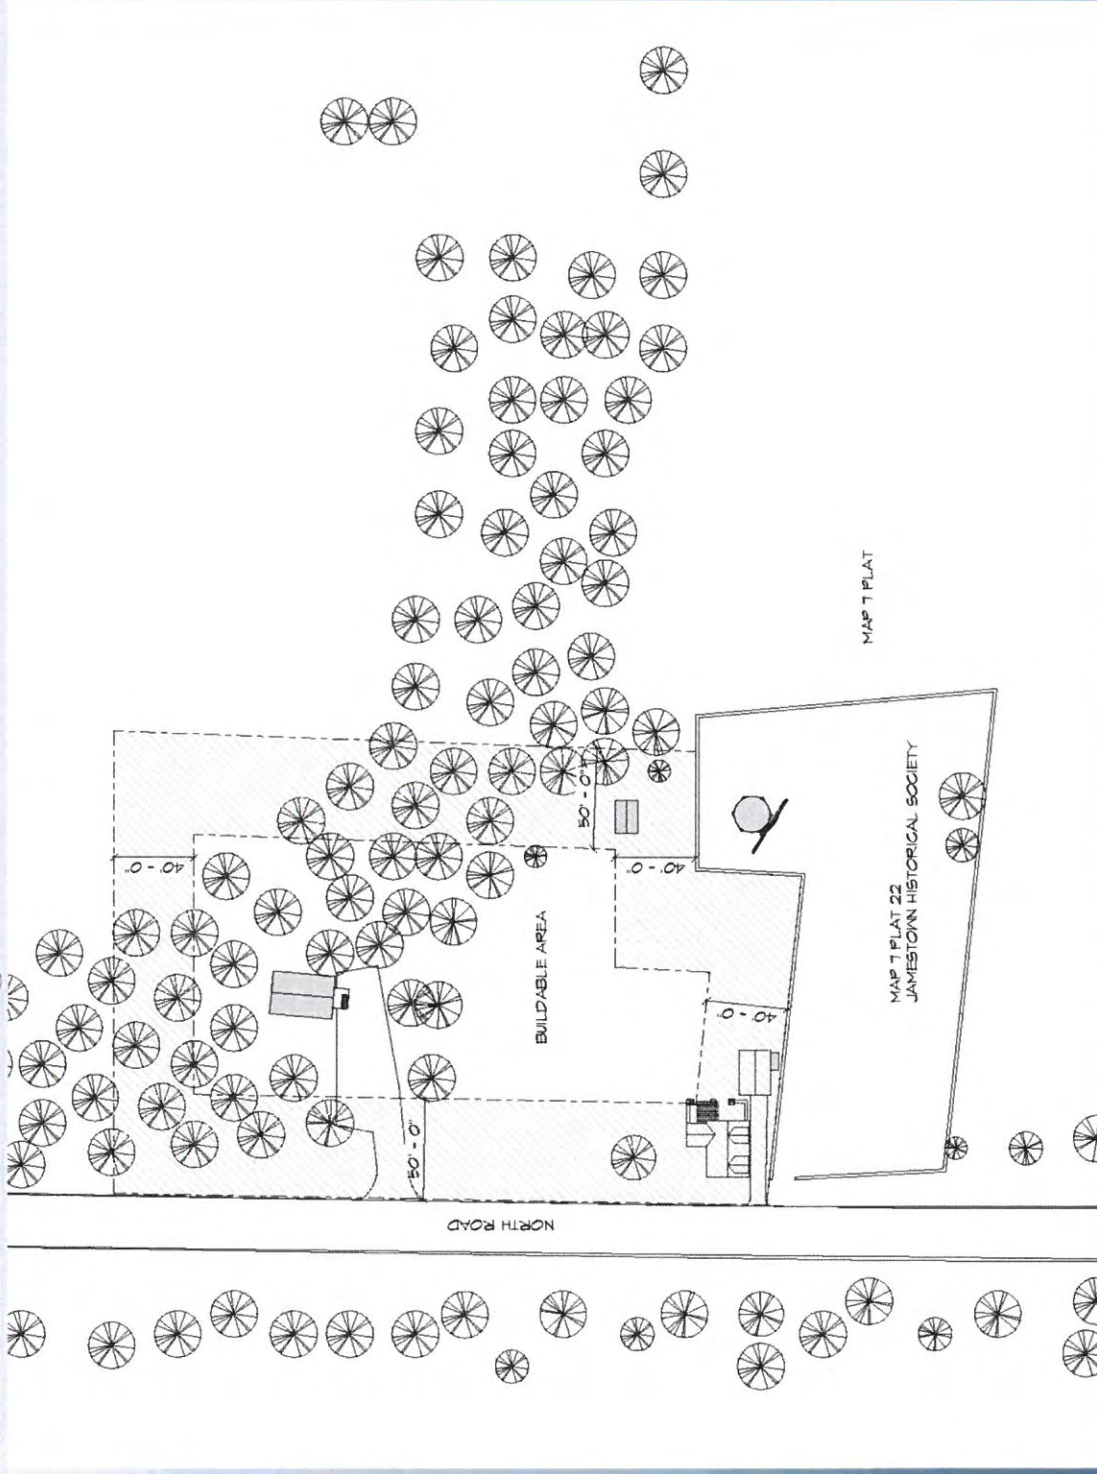 MAP 7 PLAT
50' - 0"
40' - 0"
40' - 0"
BUILDABLE AREA
MAP 7 PLAT 22
JAMESTOWN HISTORICAL SOCIETY
40' - 0"
50' - 0"
NORTH ROAD